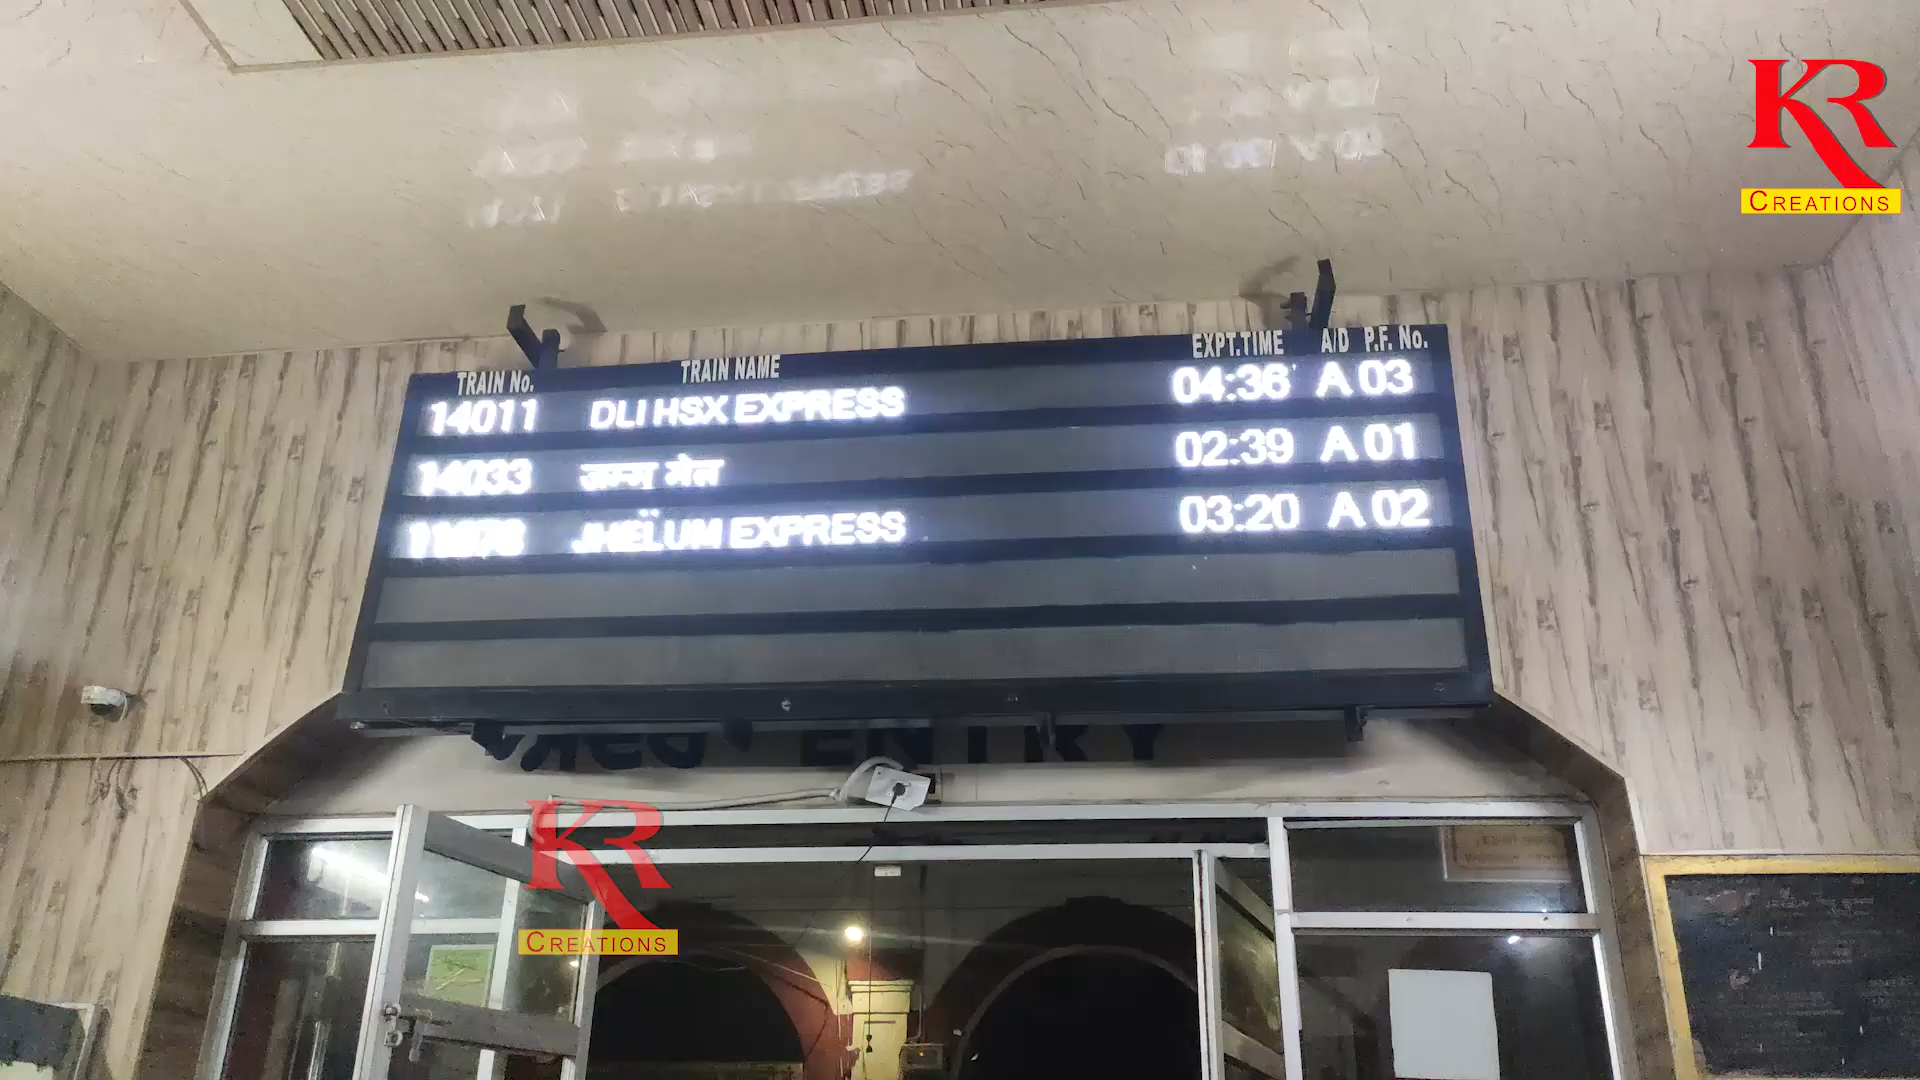 KR
CREATIONS
TRAIN No. TRAIN NAME EXPT.TIME A/D P.F. No.
14011 DLI HSX EXPRESS 04:36 A 03
14033 जम्मू मेल 02:39 A 01
JHELUM EXPRESS 03:20 A 02
ENTRY
KR
CREATIONS